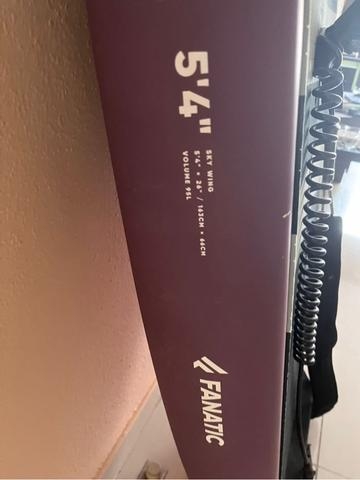 5'4"
SKY WING
5'4" × 26" / 163CM × 66CM
VOLUME 95L
FANATIC